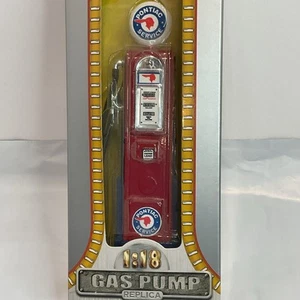 PONTIAC
SERVICE
PONTIAC
SERVICE
1:18
GAS PUMP
REPLICA